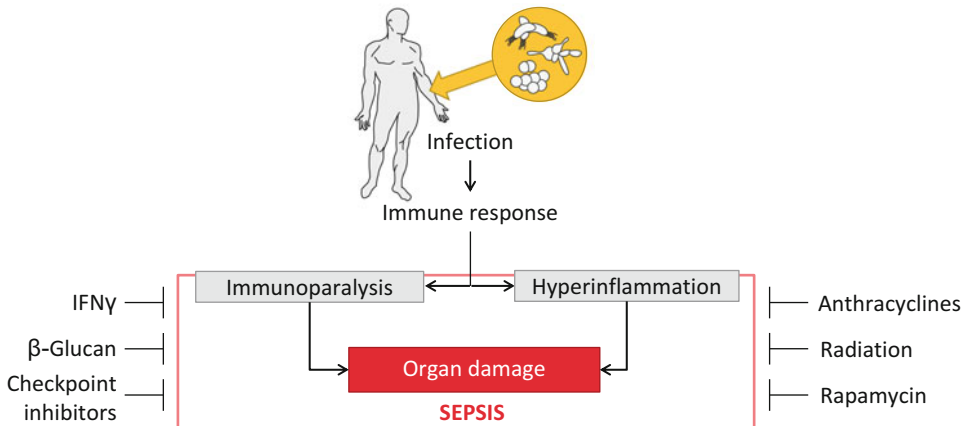 Infection
Immune response
Immunoparalysis
Hyperinflammation
IFNγ
β-Glucan
Checkpoint
inhibitors
Organ damage
SEPSIS
Anthracyclines
Radiation
Rapamycin